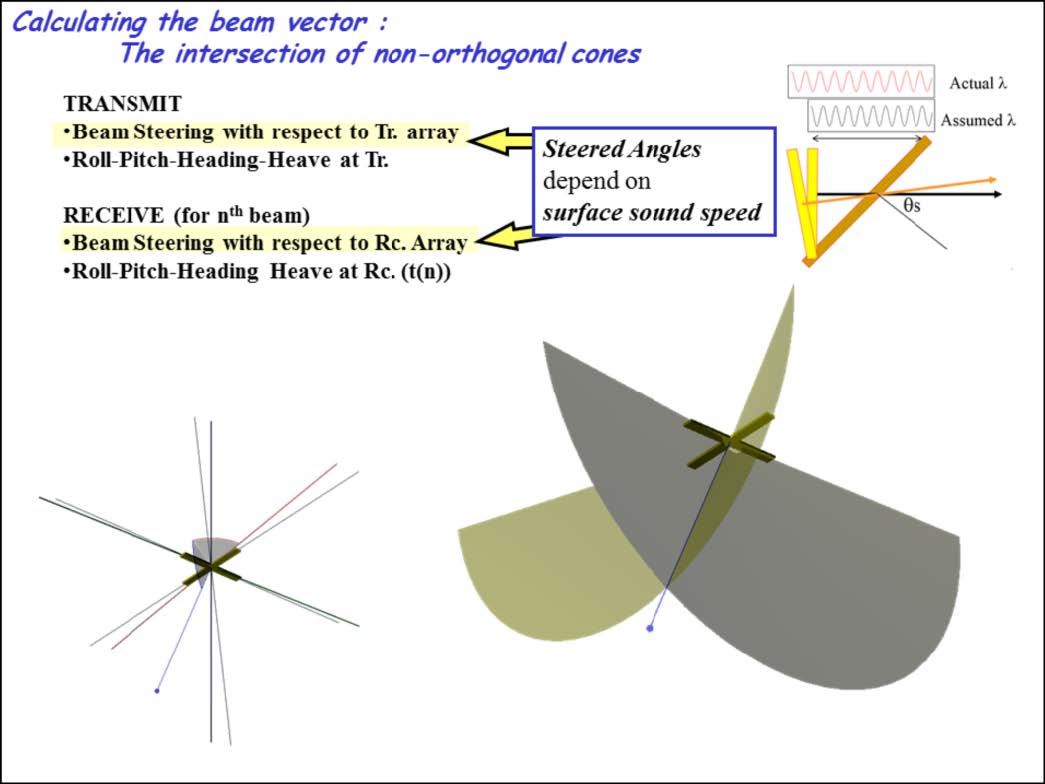 Calculating the beam vector :
The intersection of non-orthogonal cones
TRANSMIT
•Beam Steering with respect to Tr. array
•Roll-Pitch-Heading-Heave at Tr.
RECEIVE (for nth beam)
•Beam Steering with respect to Rc. Array
•Roll-Pitch-Heading Heave at Rc. (t(n))
Steered Angles
depend on
surface sound speed
Actual λ
Assumed λ
θs